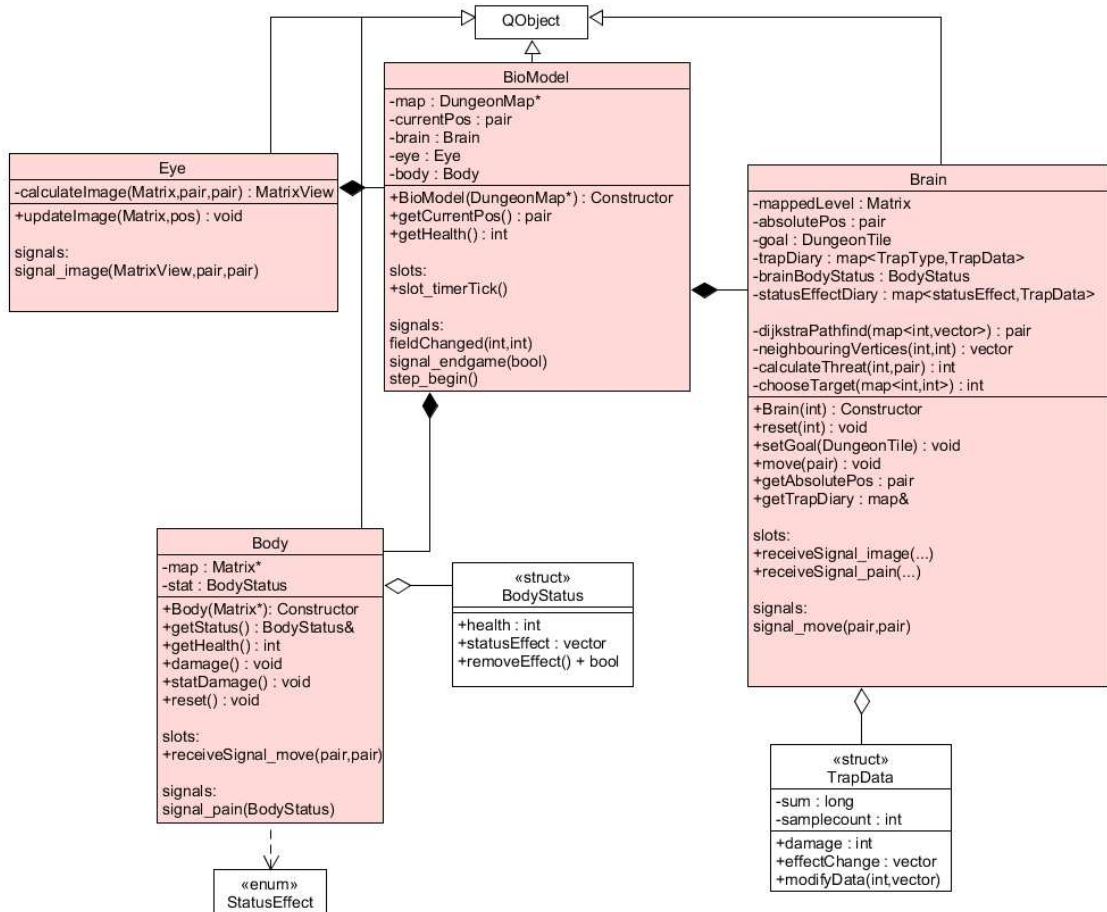 QObject
BioModel
-map : DungeonMap*
-currentPos : pair
-brain : Brain
-eye : Eye
-body : Body
+BioModel(DungeonMap*) : Constructor
+getCurrentPos() : pair
+getHealth() : int
slots:
+slot_timerTick()
signals:
fieldChanged(int,int)
signal_endgame(bool)
step_begin()
Eye
-calculateImage(Matrix,pair,pair) : MatrixView
+updateImage(Matrix,pos) : void
signals:
signal_image(MatrixView,pair,pair)
Brain
-mappedLevel : Matrix
-absolutePos : pair
-goal : DungeonTile
-trapDiary : map<TrapType,TrapData>
-brainBodyStatus : BodyStatus
-statusEffectDiary : map<statusEffect,TrapData>
-dijkstraPathfind(map<int,vector>) : pair
-neighbouringVertices(int,int) : vector
-calculateThreat(int,pair) : int
-chooseTarget(map<int,int>) : int
+Brain(int) : Constructor
+reset(int) : void
+setGoal(DungeonTile) : void
+move(pair) : void
+getAbsolutePos : pair
+getTrapDiary : map&
slots:
+receiveSignal_image(...)
+receiveSignal_pain(...)
signals:
signal_move(pair,pair)
Body
-map : Matrix*
-stat : BodyStatus
+Body(Matrix*): Constructor
+getStatus() : BodyStatus&
+getHealth() : int
+damage() : void
+statDamage() : void
+reset() : void
slots:
+receiveSignal_move(pair,pair)
signals:
signal_pain(BodyStatus)
«struct»
BodyStatus
+health : int
+statusEffect : vector
+removeEffect() + bool
«struct»
TrapData
-sum : long
-samplecount : int
+damage : int
+effectChange : vector
+modifyData(int,vector)
«enum»
StatusEffect